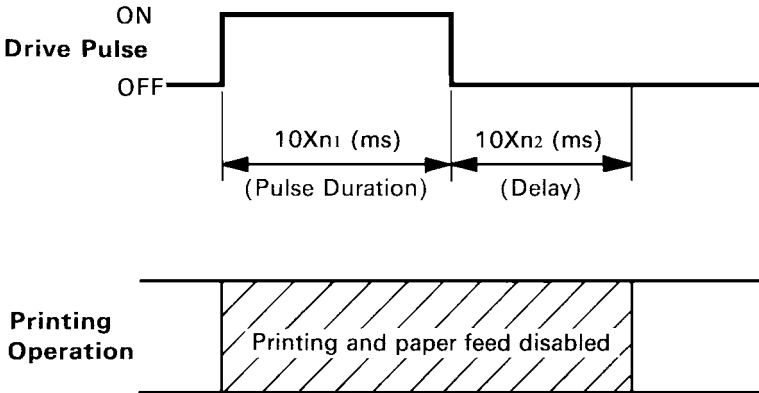 ON
Drive Pulse
OFF
10Xn1 (ms)
10Xn2 (ms)
(Pulse Duration)
(Delay)
Printing
Operation
Printing and paper feed disabled